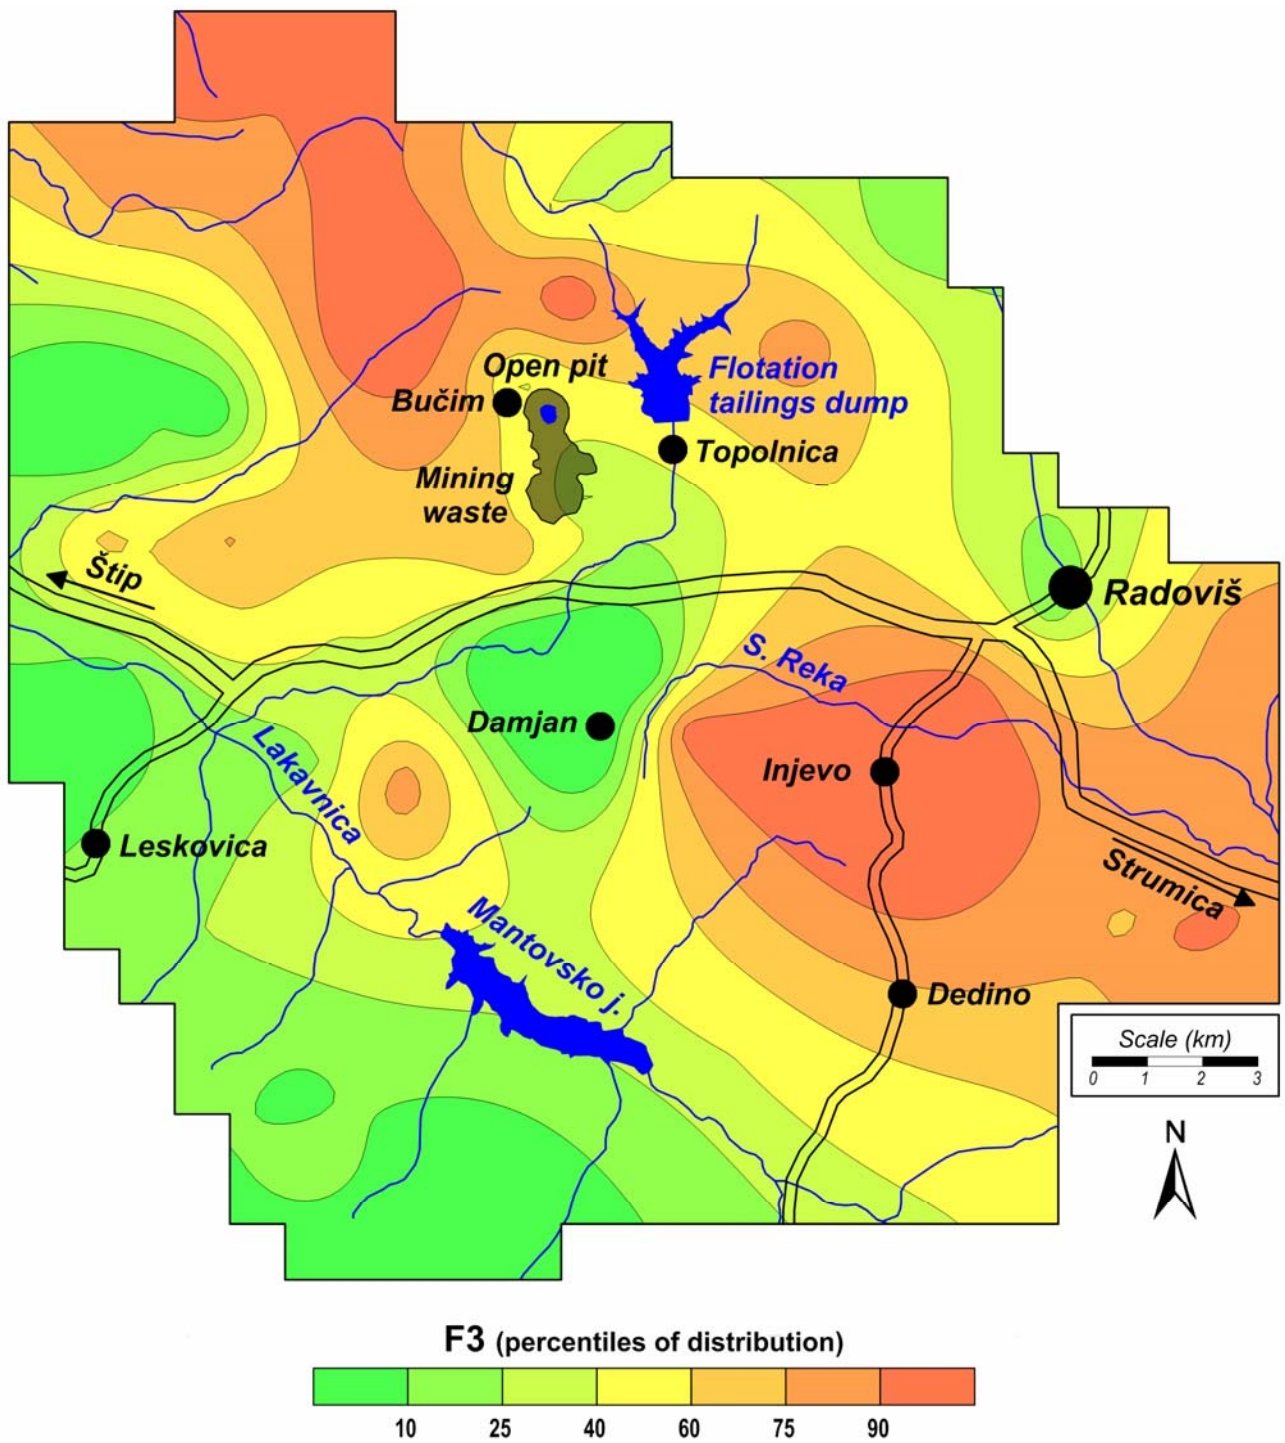 Open pit
Bučim
Flotation
tailings dump
Topolnica
Mining
waste
Štip
Radoviš
S. Reka
Damjan
Lakavnica
Injevo
Leskovica
Strumica
Mantovsko j.
Dedino
Scale (km)
0 1 2 3
N
F3 (percentiles of distribution)
10 25 40 60 75 90